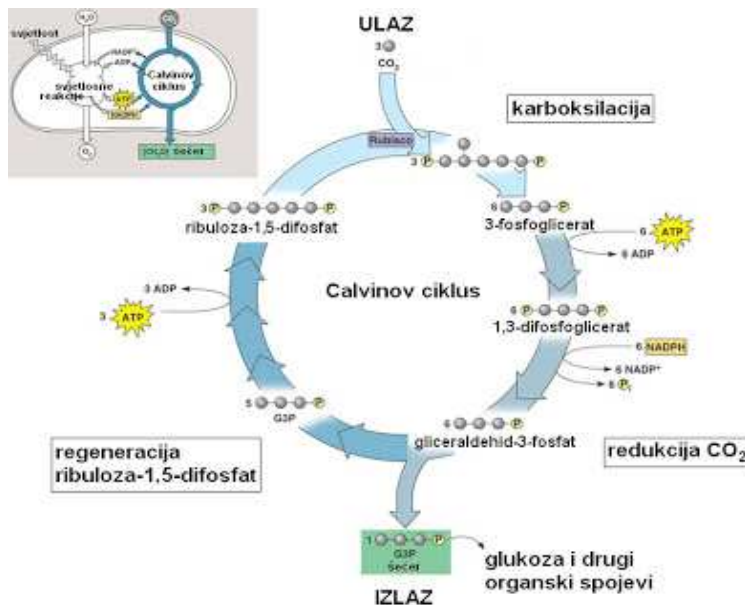 H₂O
CO₂
svjetlost
NADP⁺
ADP
Calvinov
ciklus
svjetlosne
reakcije
ATP
NADPH
O₂
[CH₂O] šećer
ULAZ
3
CO₂
karboksilacija
Rubisco
3 P P
3 P P
ribuloza-1,5-difosfat
6 P
3-fosfoglicerat
6 ATP
6 ADP
3 ADP
3 ATP
Calvinov ciklus
6 P P
1,3-difosfoglicerat
6 NADPH
6 NADP⁺
6 Pᵢ
5 P
G3P
6 P
gliceraldehid-3-fosfat
regeneracija
ribuloza-1,5-difosfat
redukcija CO₂
1 P
G3P
šećer
glukoza i drugi
organski spojevi
IZLAZ